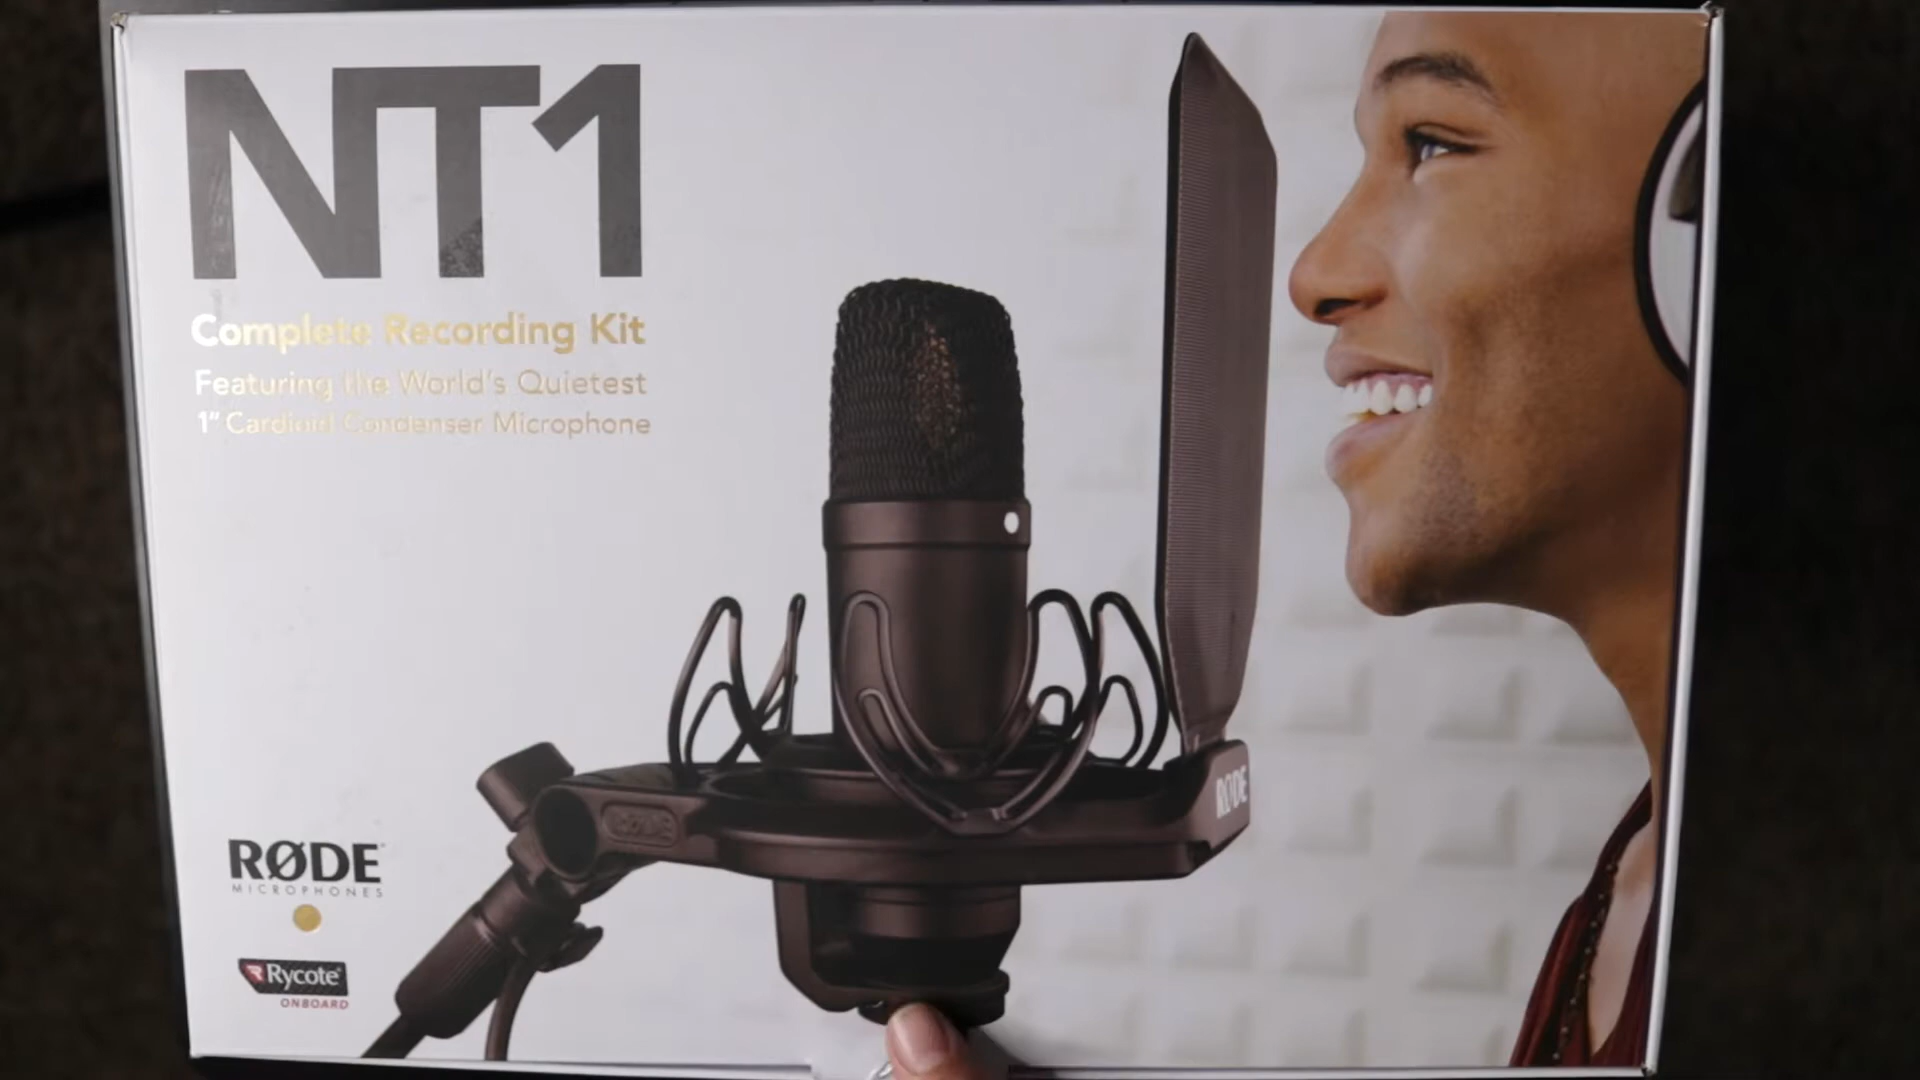 NT1
Complete Recording Kit
Featuring the World's Quietest
1" Cardioid Condenser Microphone
RØDE
RØDE
RØDE
MICROPHONES
Rycote
ONBOARD